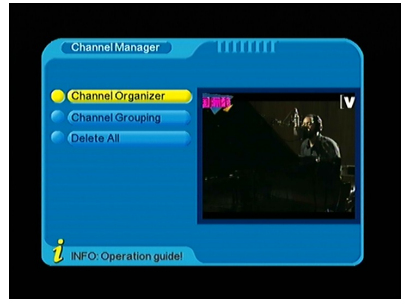 Channel Manager
Channel Organizer
Channel Grouping
Delete All
V
i
INFO: Operation guide!